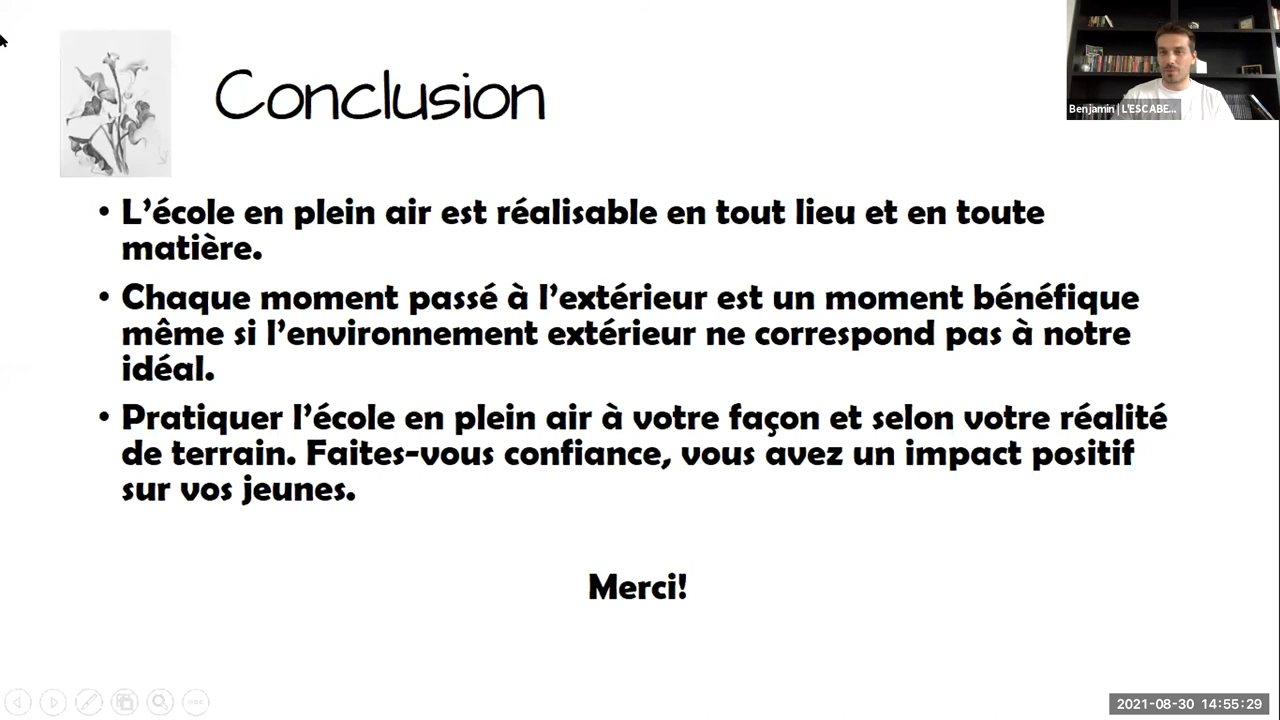 Conclusion
Benjamin | L'ESCABE...
• L’école en plein air est réalisable en tout lieu et en toute
matière.
• Chaque moment passé à l’extérieur est un moment bénéfique
même si l’environnement extérieur ne correspond pas à notre
idéal.
• Pratiquer l’école en plein air à votre façon et selon votre réalité
de terrain. Faites-vous confiance, vous avez un impact positif
sur vos jeunes.
Merci!
2021-08-30 14:55:29